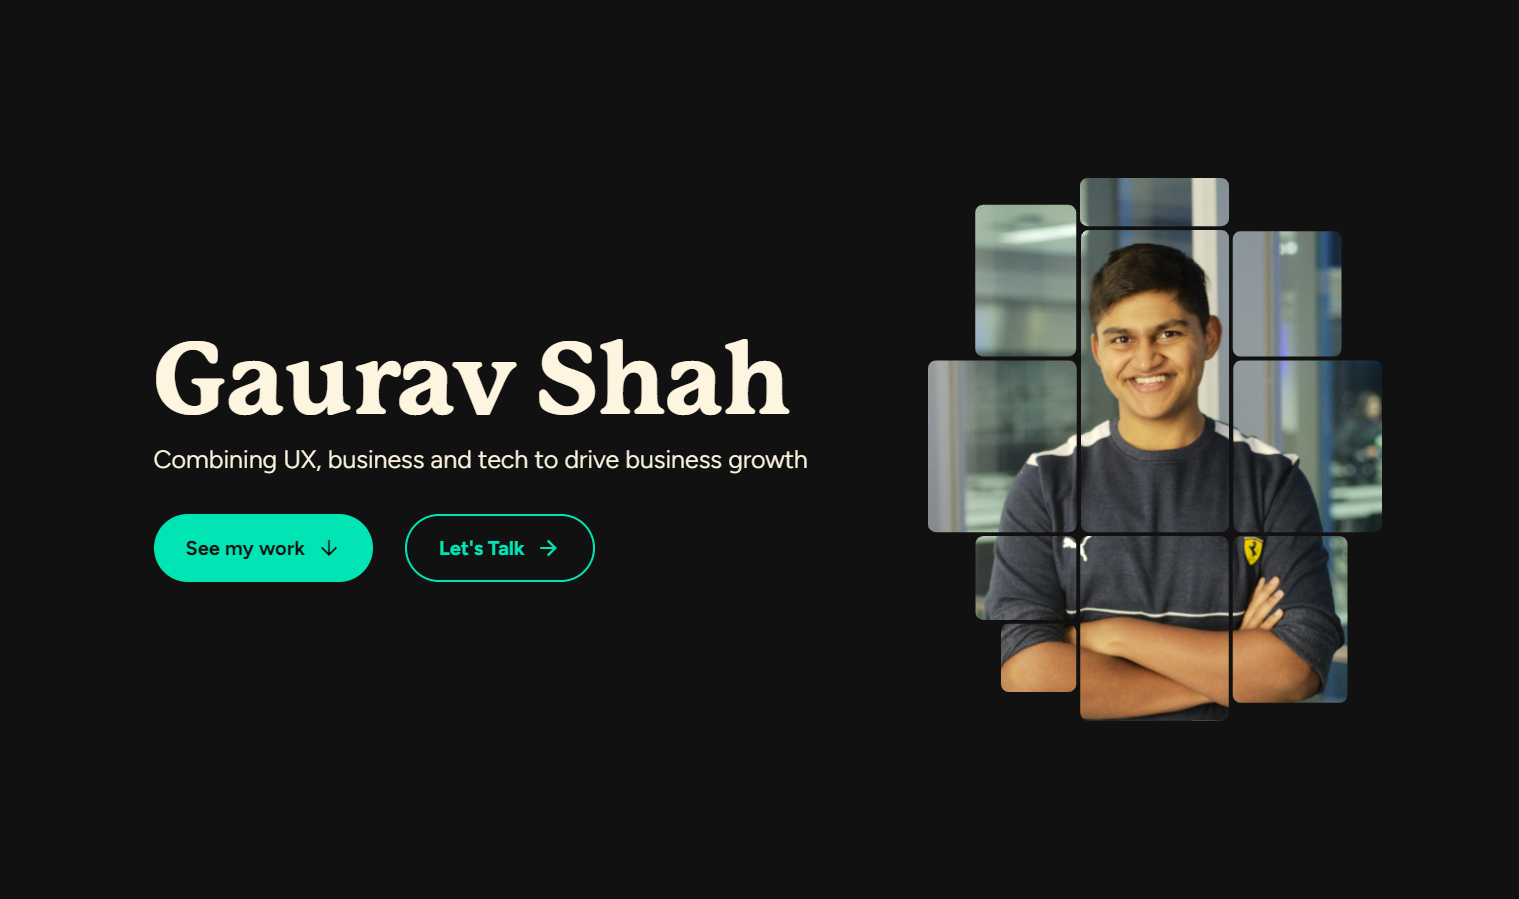 Gaurav Shah
Combining UX, business and tech to drive business growth
See my work
Let's Talk